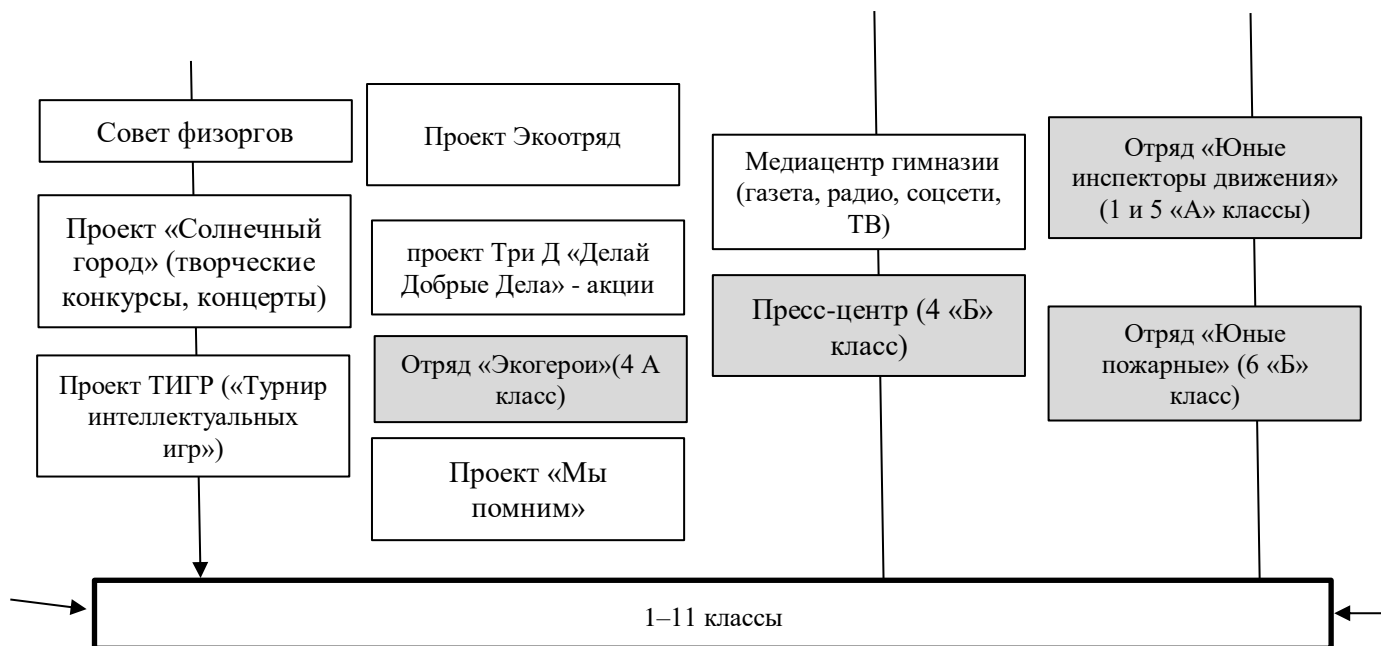 Совет физоргов
Проект «Солнечный
город» (творческие
конкурсы, концерты)
Проект ТИГР («Турнир
интеллектуальных
игр»)
Проект Экоотряд
проект Три Д «Делай
Добрые Дела» - акции
Отряд «Экогерои»(4 А
класс)
Проект «Мы
помним»
Медиацентр гимназии
(газета, радио, соцсети,
ТВ)
Пресс-центр (4 «Б»
класс)
Отряд «Юные
инспекторы движения»
(1 и 5 «А» классы)
Отряд «Юные
пожарные» (6 «Б»
класс)
1–11 классы